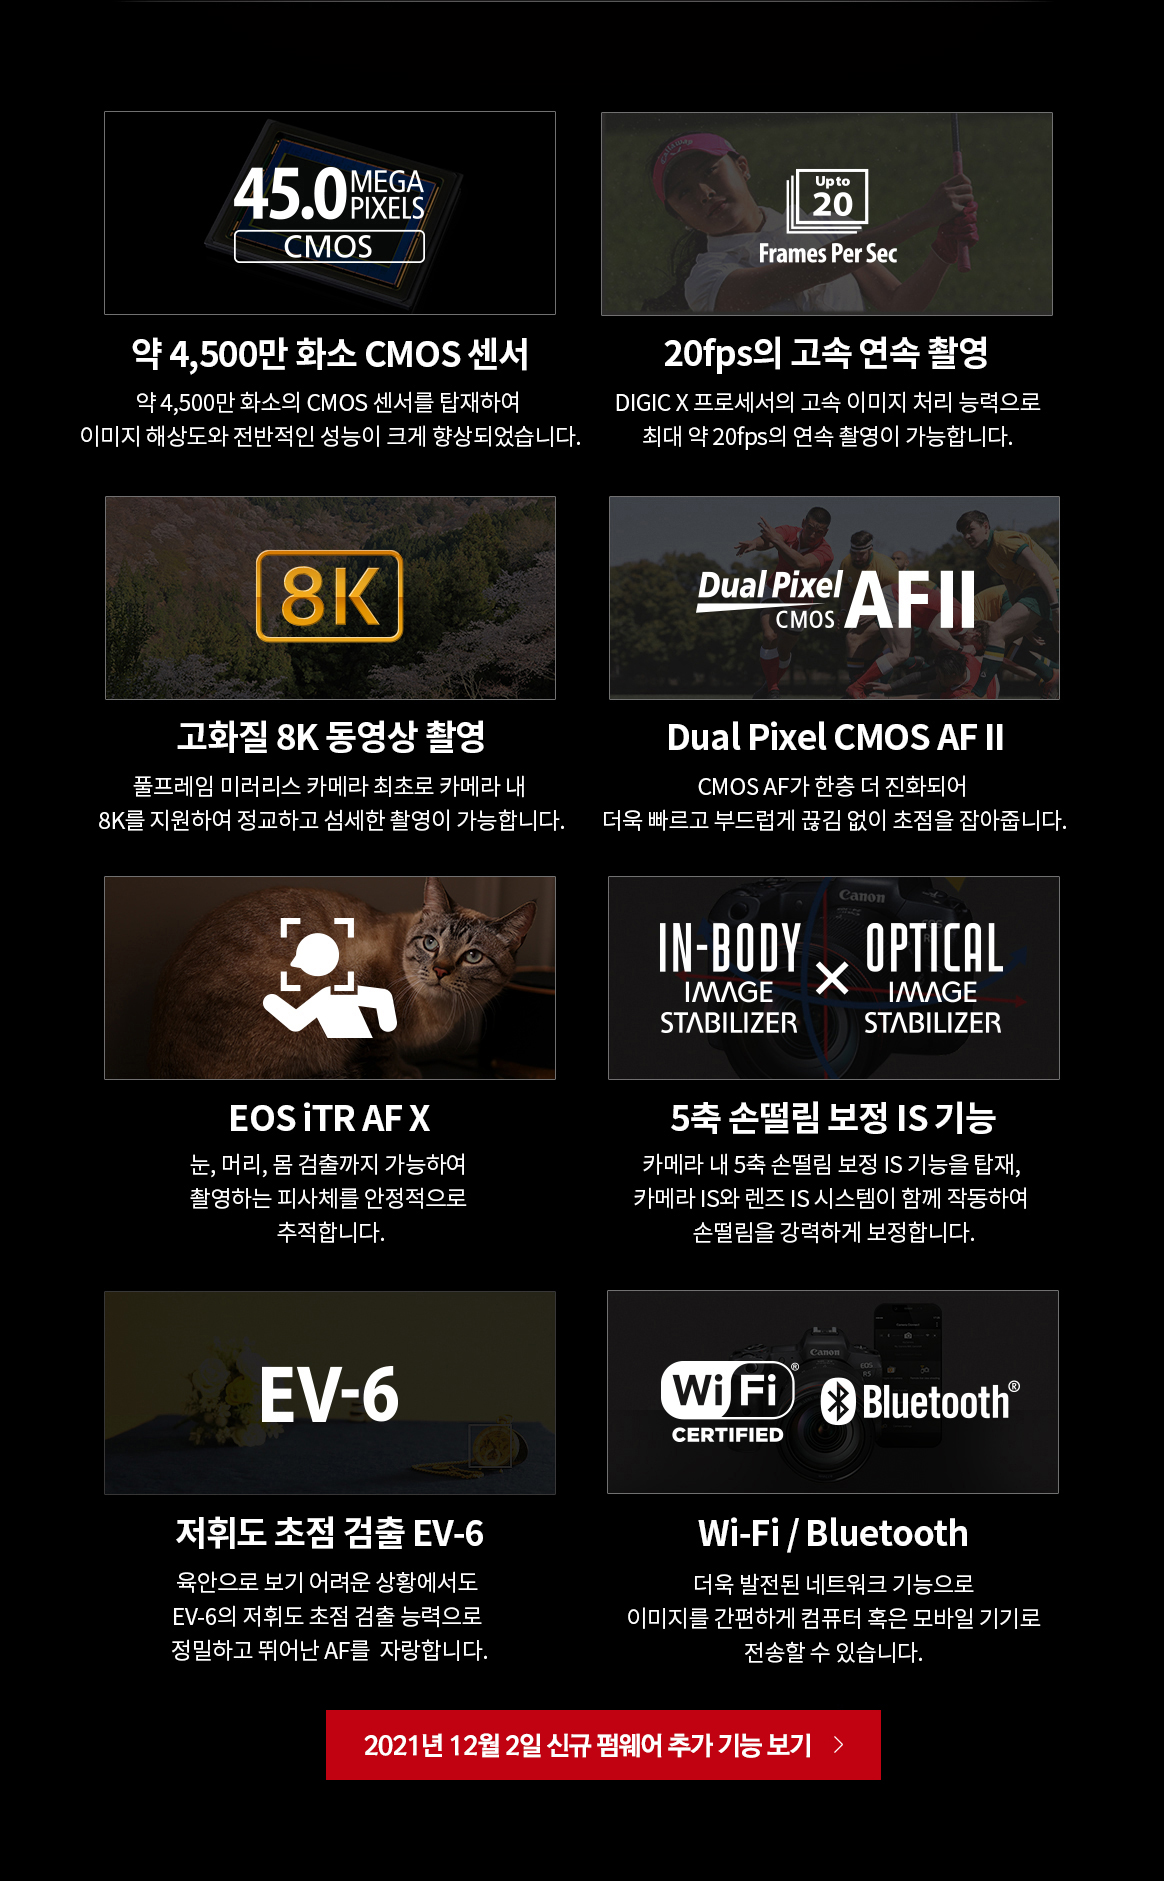 45.0 MEGA PIXELS
CMOS
약 4,500만 화소 CMOS 센서
약 4,500만 화소의 CMOS 센서를 탑재하여
이미지 해상도와 전반적인 성능이 크게 향상되었습니다.
Callaway
Up to
20
Frames Per Sec
20fps의 고속 연속 촬영
DIGIC X 프로세서의 고속 이미지 처리 능력으로
최대 약 20fps의 연속 촬영이 가능합니다.
8K
고화질 8K 동영상 촬영
풀프레임 미러리스 카메라 최초로 카메라 내
8K를 지원하여 정교하고 섬세한 촬영이 가능합니다.
Dual Pixel
CMOS
AF II
Dual Pixel CMOS AF II
CMOS AF가 한층 더 진화되어
더욱 빠르고 부드럽게 끊김 없이 초점을 잡아줍니다.
EOS iTR AF X
눈, 머리, 몸 검출까지 가능하여
촬영하는 피사체를 안정적으로
추적합니다.
Canon
IN-BODY
IMAGE
STABILIZER
×
OPTICAL
IMAGE
STABILIZER
5축 손떨림 보정 IS 기능
카메라 내 5축 손떨림 보정 IS 기능을 탑재,
카메라 IS와 렌즈 IS 시스템이 함께 작동하여
손떨림을 강력하게 보정합니다.
EV-6
저휘도 초점 검출 EV-6
육안으로 보기 어려운 상황에서도
EV-6의 저휘도 초점 검출 능력으로
정밀하고 뛰어난 AF를 자랑합니다.
Canon
EOS
R5
Wi Fi®
CERTIFIED
Bluetooth®
Wi-Fi / Bluetooth
더욱 발전된 네트워크 기능으로
이미지를 간편하게 컴퓨터 혹은 모바일 기기로
전송할 수 있습니다.
2021년 12월 2일 신규 펌웨어 추가 기능 보기 >